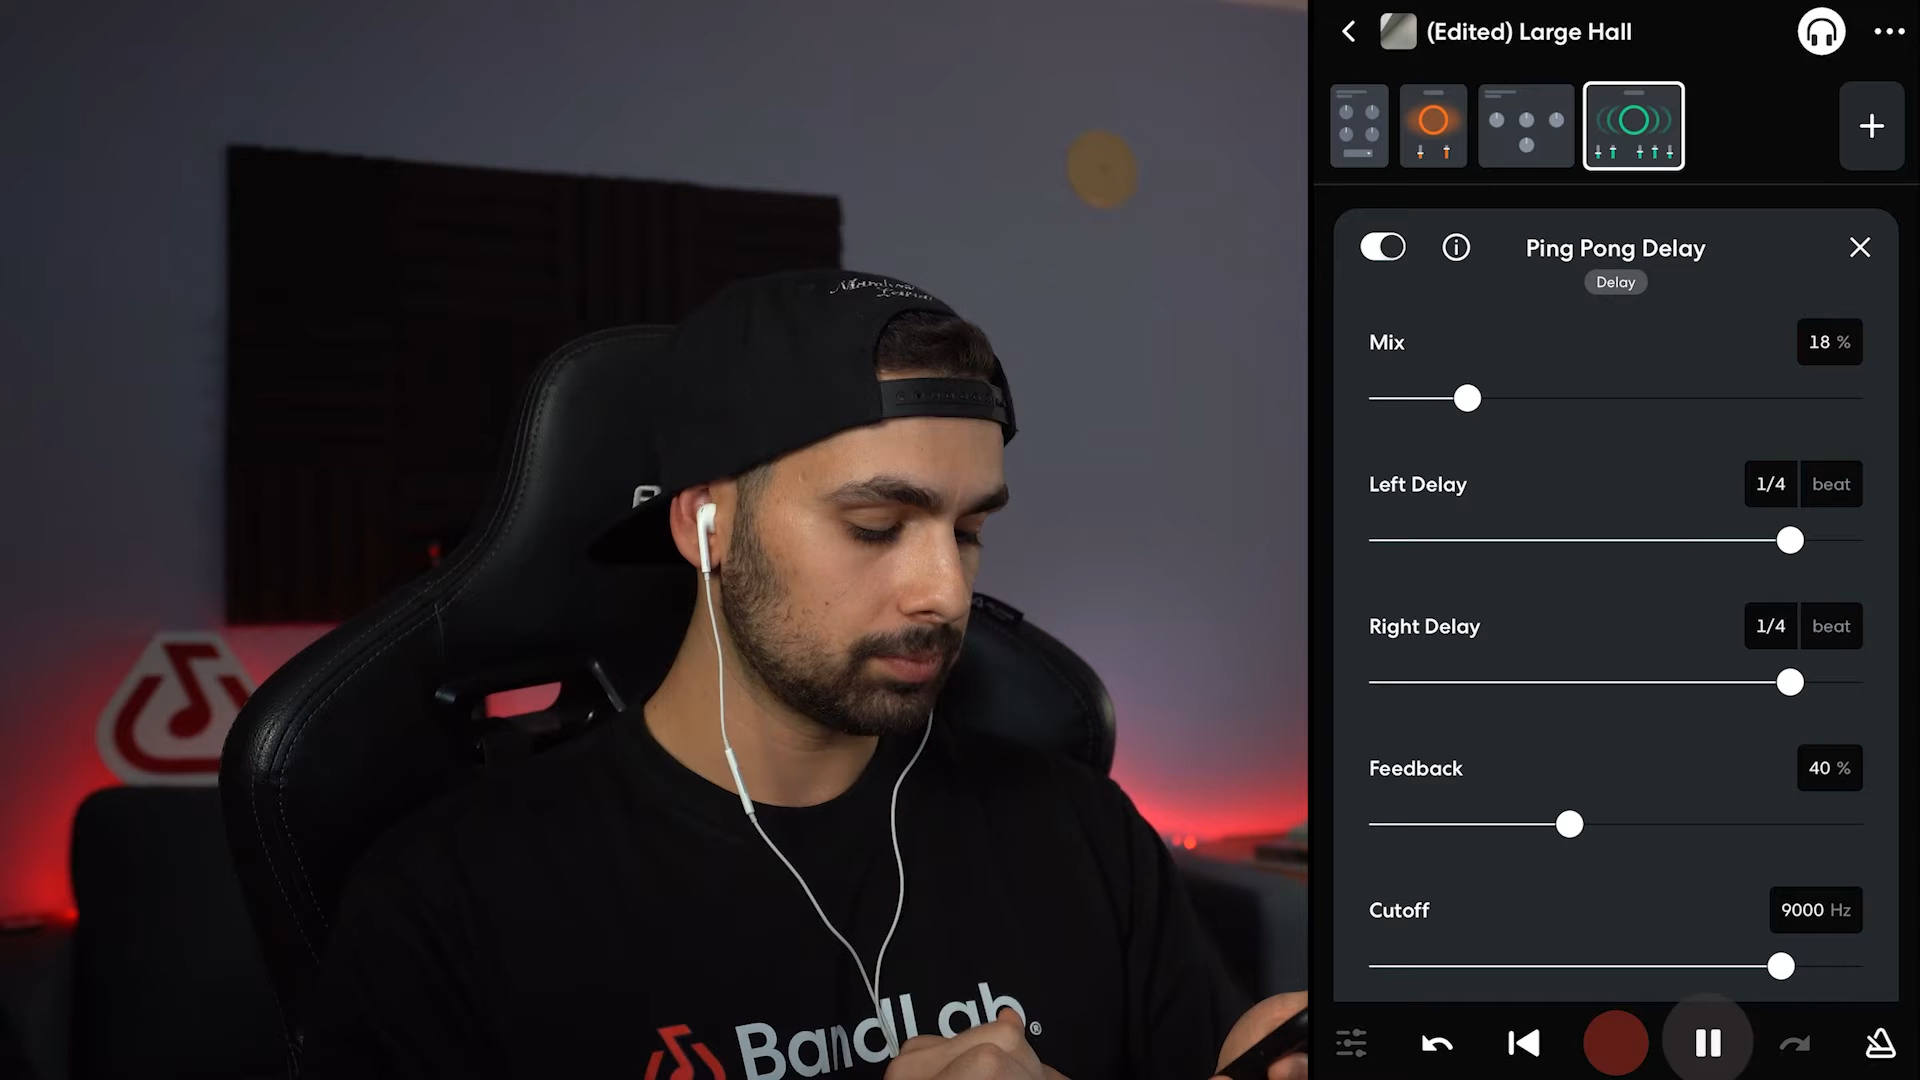 (Edited) Large Hall
Ping Pong Delay
Delay
Mix
18 %
Left Delay
1/4 beat
Right Delay
1/4 beat
Feedback
40 %
Cutoff
9000 Hz
BandLab®